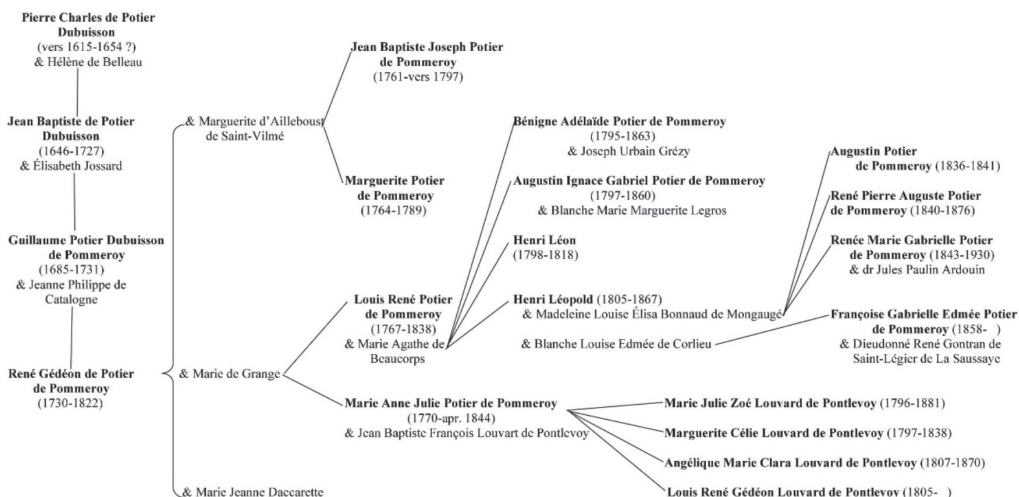 Pierre Charles de Potier
Dubuisson
(vers 1615-1654 ?)
& Hélène de Belleau
Jean Baptiste de Potier
Dubuisson
(1646-1727)
& Élisabeth Jossard
Guillaume Potier Dubuisson
de Pommeroy
(1685-1731)
& Jeanne Philippe de
Catalogne
René Gédéon de Potier
de Pommeroy
(1730-1822)
& Marguerite d'Ailleboust
de Saint-Vilmé
& Marie de Grange
& Marie Jeanne Daccarette
Jean Baptiste Joseph Potier
de Pommeroy
(1761-vers 1797)
Marguerite Potier
de Pommeroy
(1764-1789)
Louis René Potier
de Pommeroy
(1767-1838)
& Marie Agathe de
Beaucorps
Marie Anne Julie Potier de Pommeroy
(1770-apr. 1844)
& Jean Baptiste François Louvart de Pontlevoy
Bénigne Adélaïde Potier de Pommeroy
(1795-1863)
& Joseph Urbain Grézy
Augustin Ignace Gabriel Potier de Pommeroy
(1797-1860)
& Blanche Marie Marguerite Legros
Henri Léon
(1798-1818)
Henri Léopold (1805-1867)
& Madeleine Louise Élisa Bonnaud de Mongaugé
& Blanche Louise Edmée de Corlieu
Augustin Potier
de Pommeroy (1836-1841)
René Pierre Auguste Potier
de Pommeroy (1840-1876)
Renée Marie Gabrielle Potier
de Pommeroy (1843-1930)
& dr Jules Paulin Ardouin
Françoise Gabrielle Edmée Potier
de Pommeroy (1858- )
& Dieudonné René Gontran de
Saint-Légier de La Saussaye
Marie Julie Zoé Louvard de Pontlevoy (1796-1881)
Marguerite Célie Louvard de Pontlevoy (1797-1838)
Angélique Marie Clara Louvard de Pontlevoy (1807-1870)
Louis René Gédéon Louvard de Pontlevoy (1805- )